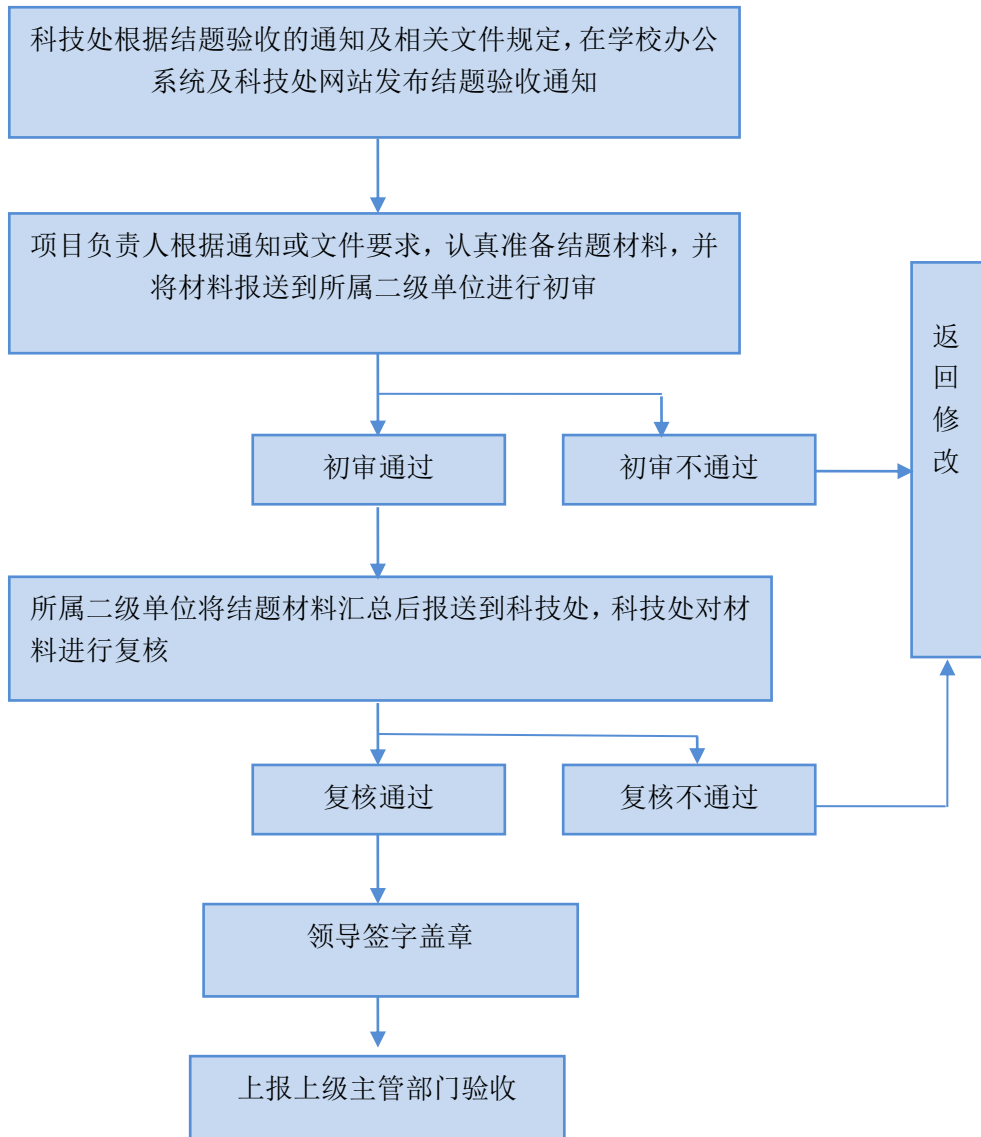 科技处根据结题验收的通知及相关文件规定，在学校办公
系统及科技处网站发布结题验收通知
项目负责人根据通知或文件要求，认真准备结题材料，并
将材料报送到所属二级单位进行初审
返
回
修
改
初审通过
初审不通过
所属二级单位将结题材料汇总后报送到科技处，科技处对材
料进行复核
复核通过
复核不通过
领导签字盖章
上报上级主管部门验收